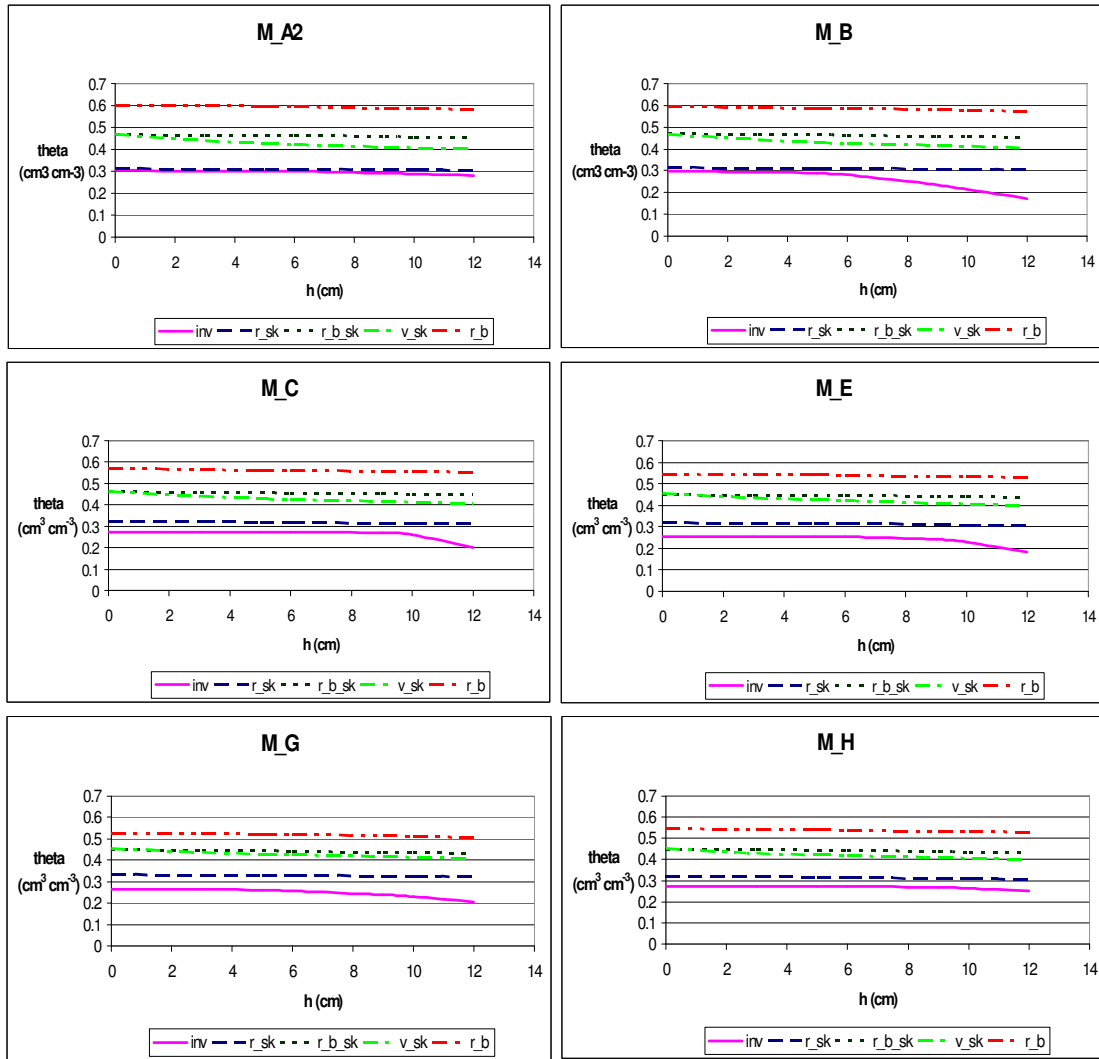 M_A2
0.7
0.6
0.5
0.4
0.3
0.2
0.1
0
theta
(cm3 cm-3)
0 2 4 6 8 10 12 14
h (cm)
inv r_sk r_b_sk v_sk r_b
M_B
0.7
0.6
0.5
0.4
0.3
0.2
0.1
0
theta
(cm3 cm-3)
0 2 4 6 8 10 12 14
h (cm)
inv r_sk r_b_sk v_sk r_b
M_C
0.7
0.6
0.5
0.4
0.3
0.2
0.1
0
theta
(cm³ cm⁻³)
0 2 4 6 8 10 12 14
h (cm)
inv r_sk r_b_sk v_sk r_b
M_E
0.7
0.6
0.5
0.4
0.3
0.2
0.1
0
theta
(cm³ cm⁻³)
0 2 4 6 8 10 12 14
h (cm)
inv r_sk r_b_sk v_sk r_b
M_G
0.7
0.6
0.5
0.4
0.3
0.2
0.1
0
theta
(cm³ cm⁻³)
0 2 4 6 8 10 12 14
h (cm)
inv r_sk r_b_sk v_sk r_b
M_H
0.7
0.6
0.5
0.4
0.3
0.2
0.1
0
theta
(cm³ cm⁻³)
0 2 4 6 8 10 12 14
h (cm)
inv r_sk r_b_sk v_sk r_b